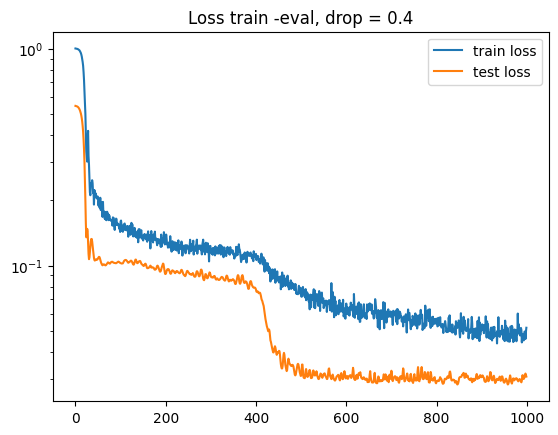 Loss train -eval, drop = 0.4
train loss
test loss
10⁰
10⁻¹
0 200 400 600 800 1000